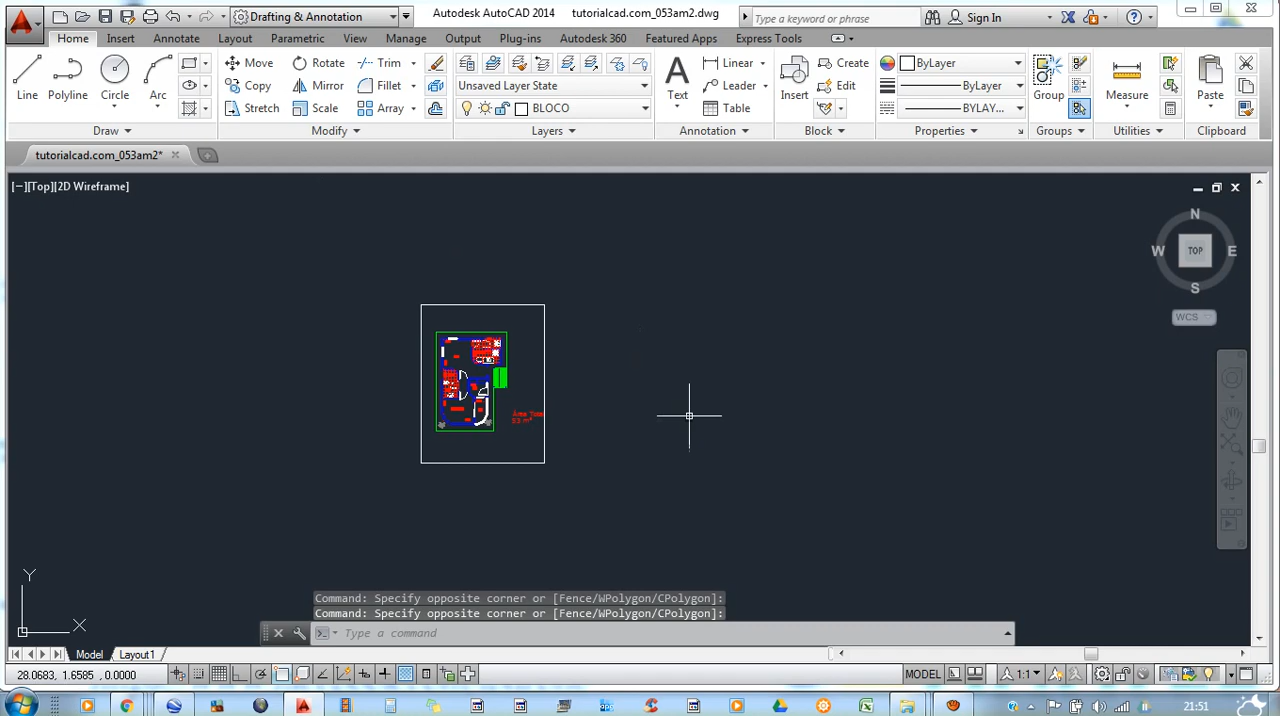 Drafting & Annotation
Autodesk AutoCAD 2014 tutorialcad.com_053am2.dwg
Type a keyword or phrase
Sign In
Home Insert Annotate Layout Parametric View Manage Output Plug-ins Autodesk 360 Featured Apps Express Tools
Line Polyline Circle Arc
Move Rotate Trim
Copy Mirror Fillet
Stretch Scale Array
Unsaved Layer State
BLOCO
Text
Linear
Leader
Table
Insert
Create
Edit
ByLayer
ByLayer
BYLAY...
Group
Measure
Paste
Draw Modify Layers Annotation Block Properties Groups Utilities Clipboard
tutorialcad.com_053am2*
[−][Top][2D Wireframe]
N
W TOP E
S
WCS
Área Total
Y
X
Command: Specify opposite corner or [Fence/WPolygon/CPolygon]:
Command: Specify opposite corner or [Fence/WPolygon/CPolygon]:
Type a command
Model Layout1
28.0683, 1.6585 , 0.0000
MODEL
1:1
21:51